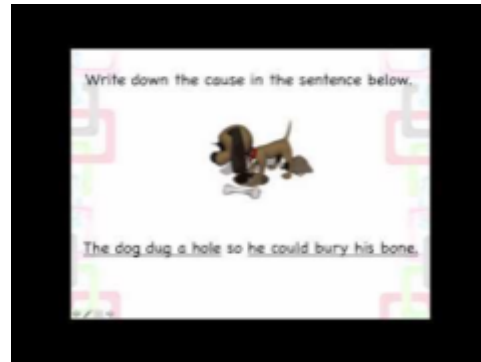 Write down the cause in the sentence below.
The dog dug a hole so he could bury his bone.